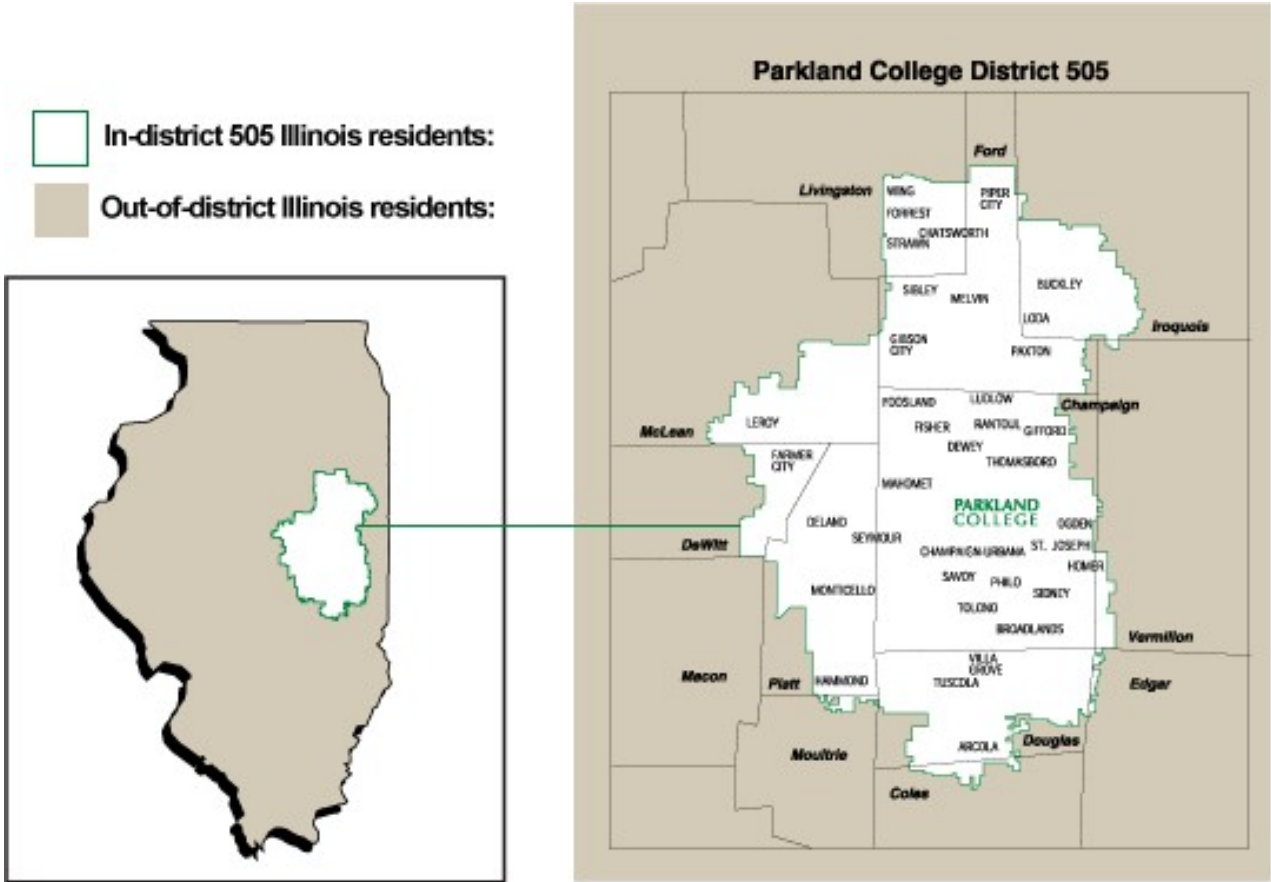 Parkland College District 505
In-district 505 Illinois residents:
Out-of-district Illinois residents:
Ford
Livingston
WING
PIPER
CITY
FORREST
CHATSWORTH
STRAWN
SIBLEY
MELVIN
BUCKLEY
LODA
Iroquois
GIBSON
CITY
PAXTON
FOOSLAND
LUDLOW
Champaign
LEROY
FISHER
RANTOUL
GIFFORD
McLean
DEWEY
FARMER
CITY
THOMASBORO
MAHOMET
PARKLAND
COLLEGE
DELAND
OGDEN
SEYMOUR
DeWitt
CHAMPAIGN-URBANA
ST. JOSEPH
HOMER
SAVOY
PHILO
MONTICELLO
SIDNEY
TOLONO
BROADLANDS
Vermilion
VILLA
GROVE
Macon
Piatt
HAMMOND
TUSCOLA
Edgar
Moultrie
ARCOLA
Douglas
Coles